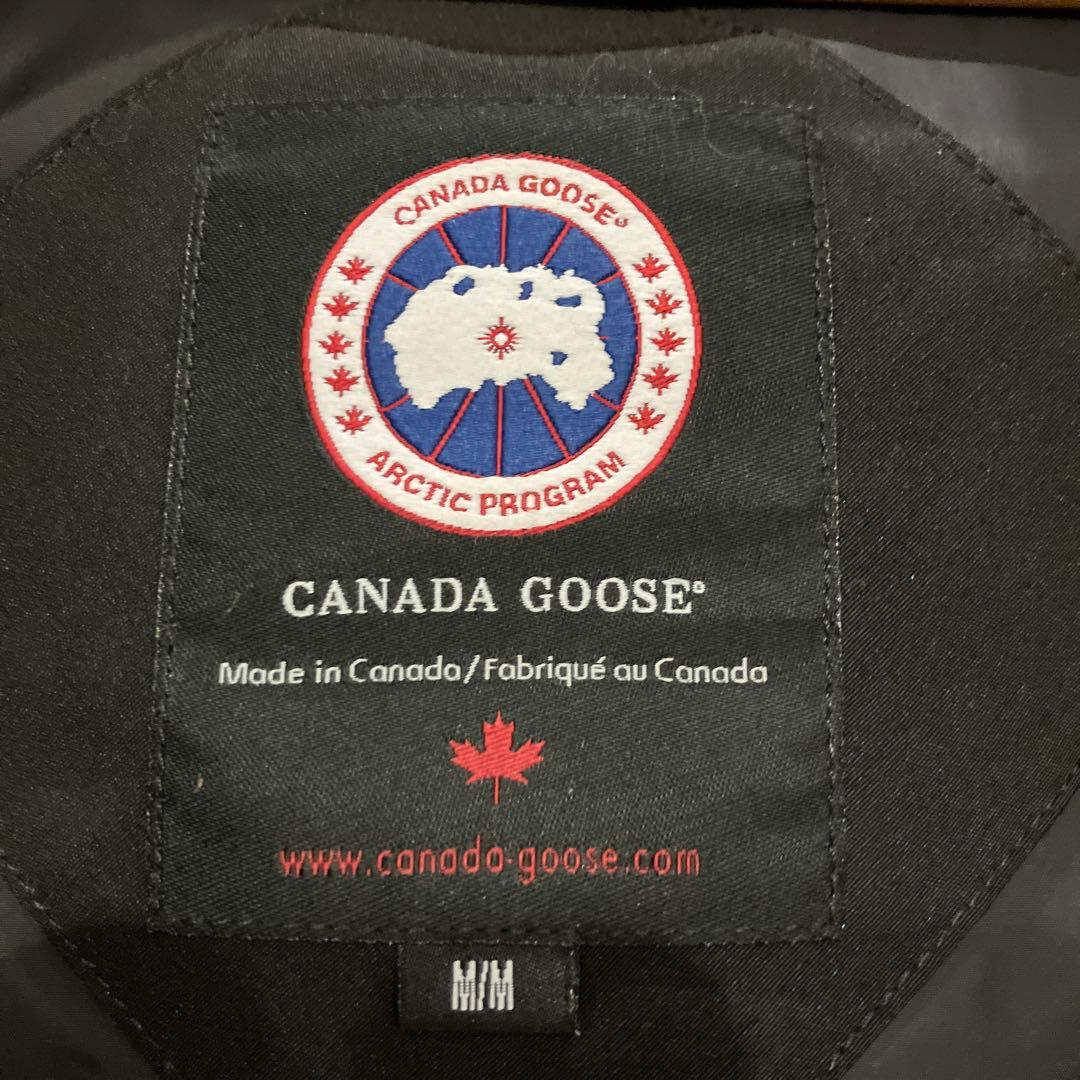 CANADA GOOSE®
ARCTIC PROGRAM
CANADA GOOSE®
Made in Canada/Fabriqué au Canada
www.canada-goose.com
M/M